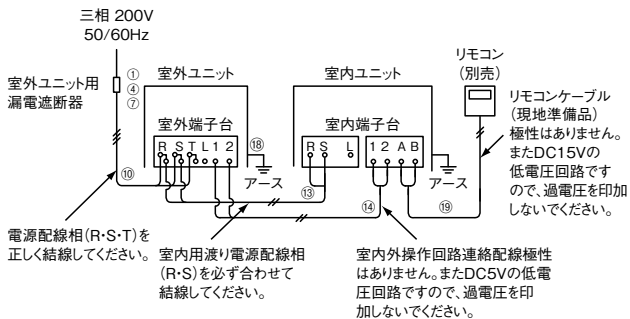 三相 200V
50/60Hz
室外ユニット用
漏電遮断器
①
④
⑦
室外ユニット
室外端子台
R S T L 1 2
⑱
アース
室内ユニット
室内端子台
R S L
1 2 A B
アース
リモコン
(別売)
リモコンケーブル
(現地準備品)
極性はありません。
またDC15Vの
低電圧回路です
ので、過電圧を印加
しないでください。
⑩
⑬
⑭
⑲
電源配線相(R・S・T)を
正しく結線してください。
室内用渡り電源配線相
(R・S)を必ず合わせて
結線してください。
室内外操作回路連絡配線極性
はありません。またDC5Vの低電
圧回路ですので、過電圧を印
加しないでください。